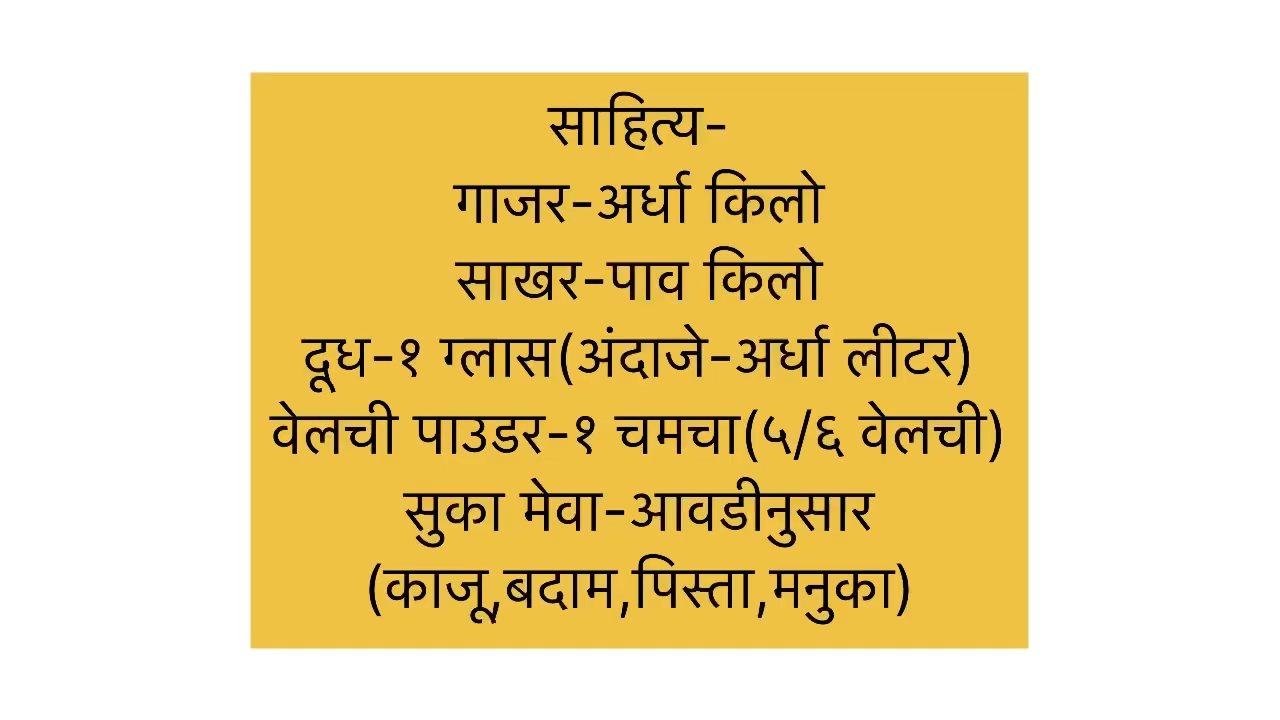 साहित्य-
गाजर-अर्धा किलो
साखर-पाव किलो
दूध-१ ग्लास(अंदाजे-अर्धा लीटर)
वेलची पाउडर-१ चमचा(५/६ वेलची)
सुका मेवा-आवडीनुसार
(काजू,बदाम,पिस्ता,मनुका)